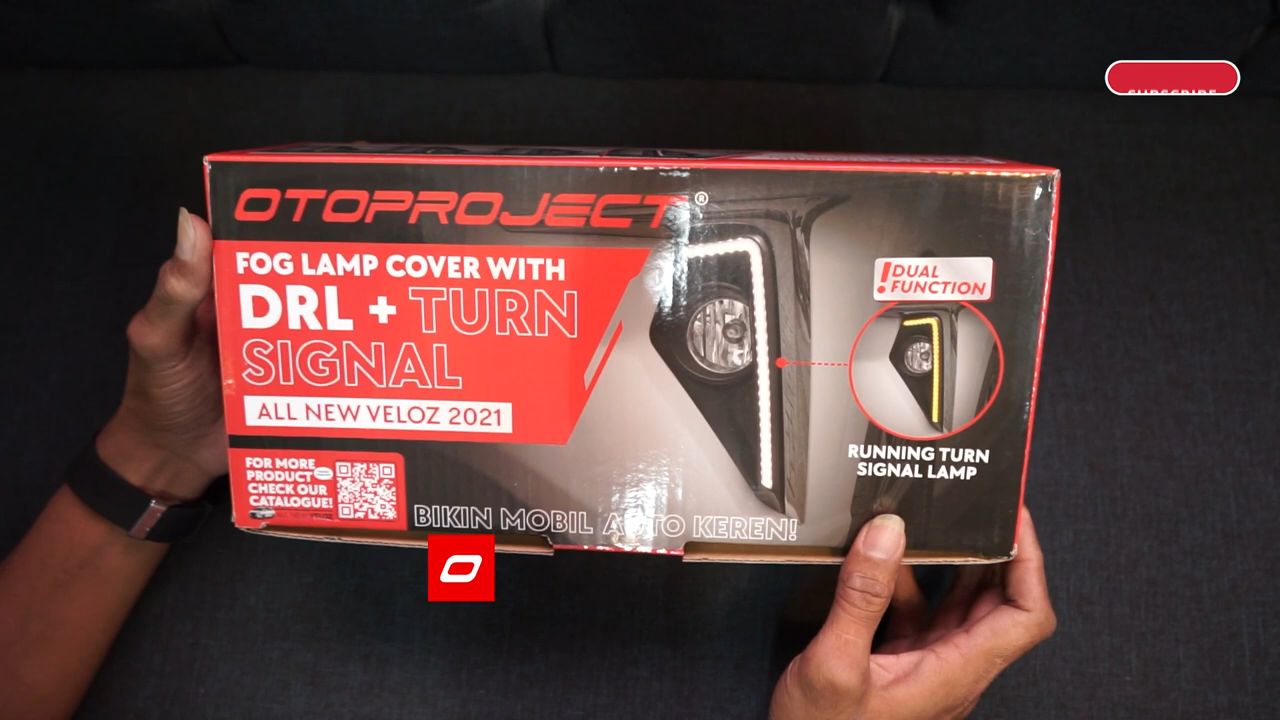 SUBSCRIBE
OTOPROJECT®
FOG LAMP COVER WITH
DRL + TURN
SIGNAL
ALL NEW VELOZ 2021
! DUAL
FUNCTION
RUNNING TURN
SIGNAL LAMP
FOR MORE
PRODUCT
CHECK OUR
CATALOGUE!
BIKIN MOBIL AUTO KEREN!